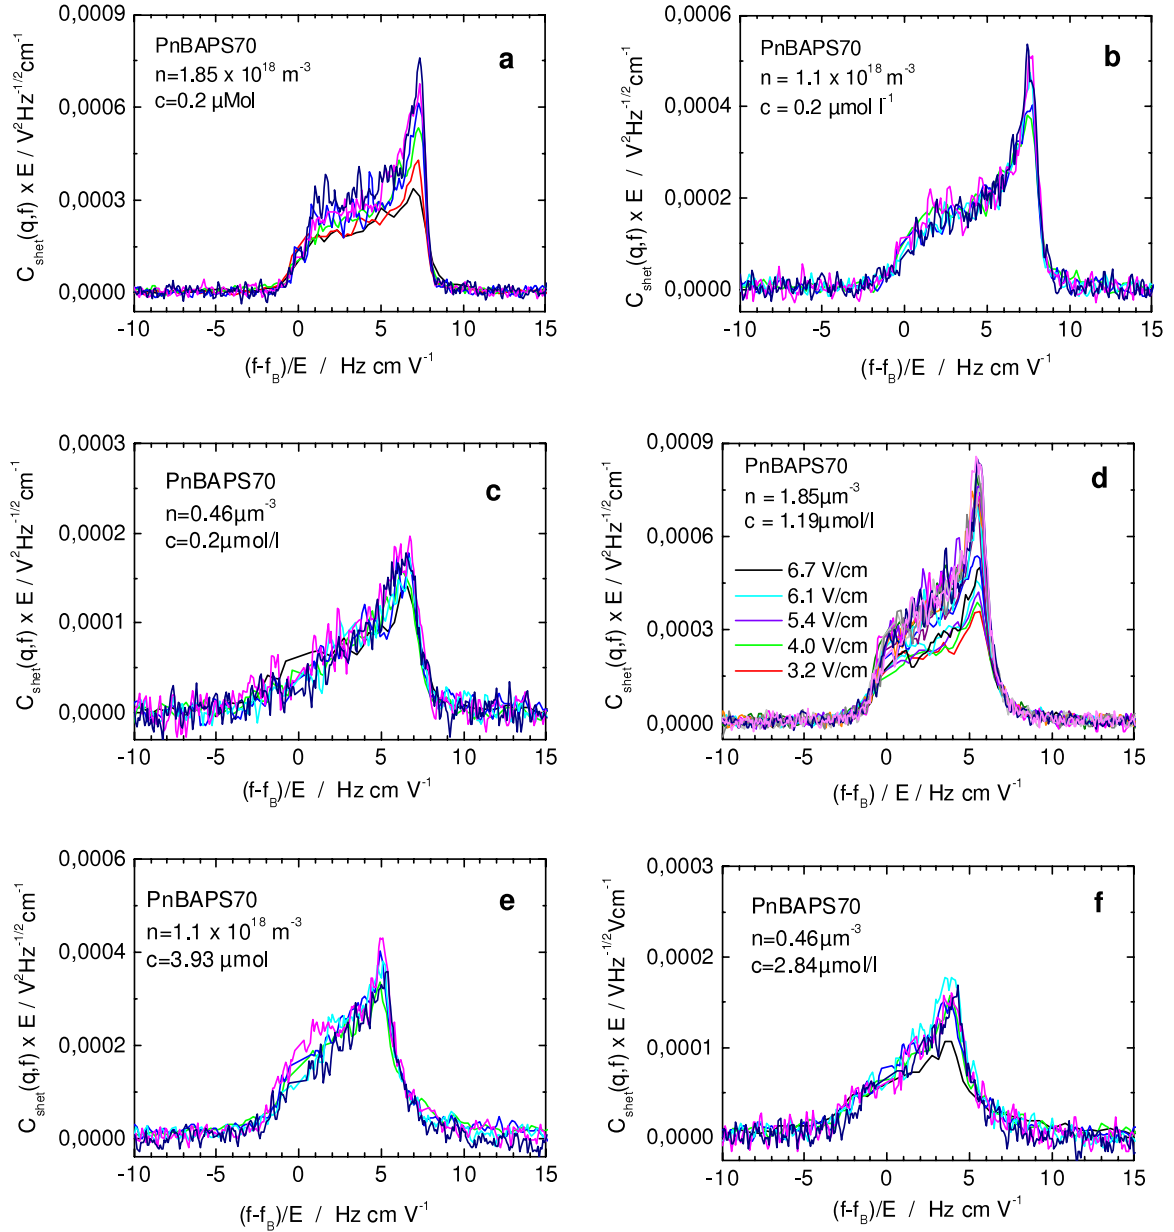 0,0009
0,0006
0,0003
0,0000
C_shet(q,f) x E / V²Hz^-1/2cm^-1
PnBAPS70
n=1.85 x 10^18 m^-3
c=0.2 µMol
a
-10 -5 0 5 10 15
(f-f_B)/E / Hz cm V^-1
0,0006
0,0004
0,0002
0,0000
C_shet(q,f) x E / V²Hz^-1/2cm^-1
PnBAPS70
n = 1.1 x 10^18 m^-3
c = 0.2 µmol l^-1
b
-10 -5 0 5 10 15
(f-f_B)/E / Hz cm V^-1
0,0003
0,0002
0,0001
0,0000
C_shet(q,f) x E / V²Hz^-1/2cm^-1
PnBAPS70
n=0.46µm^-3
c=0.2µmol/l
c
-10 -5 0 5 10 15
(f-f_B)/E / Hz cm V^-1
0,0009
0,0006
0,0003
0,0000
C_shet(q,f) x E / V²Hz^-1/2cm^-1
PnBAPS70
n = 1.85µm^-3
c = 1.19µmol/l
d
6.7 V/cm
6.1 V/cm
5.4 V/cm
4.0 V/cm
3.2 V/cm
-10 -5 0 5 10 15
(f-f_B) / E / Hz cm V^-1
0,0006
0,0004
0,0002
0,0000
C_shet(q,f) x E / V²Hz^-1/2cm^-1
PnBAPS70
n=1.1 x 10^18 m^-3
c=3.93 µmol
e
-10 -5 0 5 10 15
(f-f_B)/E / Hz cm V^-1
0,0003
0,0002
0,0001
0,0000
C_shet(q,f) x E / VHz^-1/2Vcm^-1
PnBAPS70
n=0.46µm^-3
c=2.84µmol/l
f
-10 -5 0 5 10 15
(f-f_B)/E / Hz cm V^-1